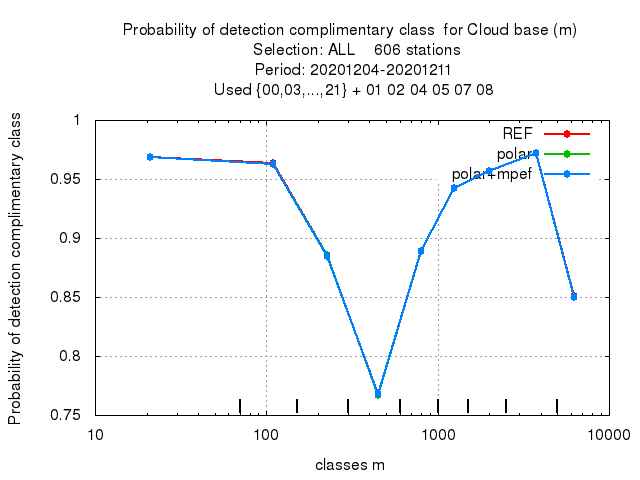 Probability of detection complimentary class  for Cloud base (m)
Selection: ALL    606 stations
Period: 20201204-20201211
Used {00,03,...,21} + 01 02 04 05 07 08
Probability of detection complimentary class
1
0.95
0.9
0.85
0.8
0.75
REF
polar
polar+mpef
10
100
1000
10000
classes m